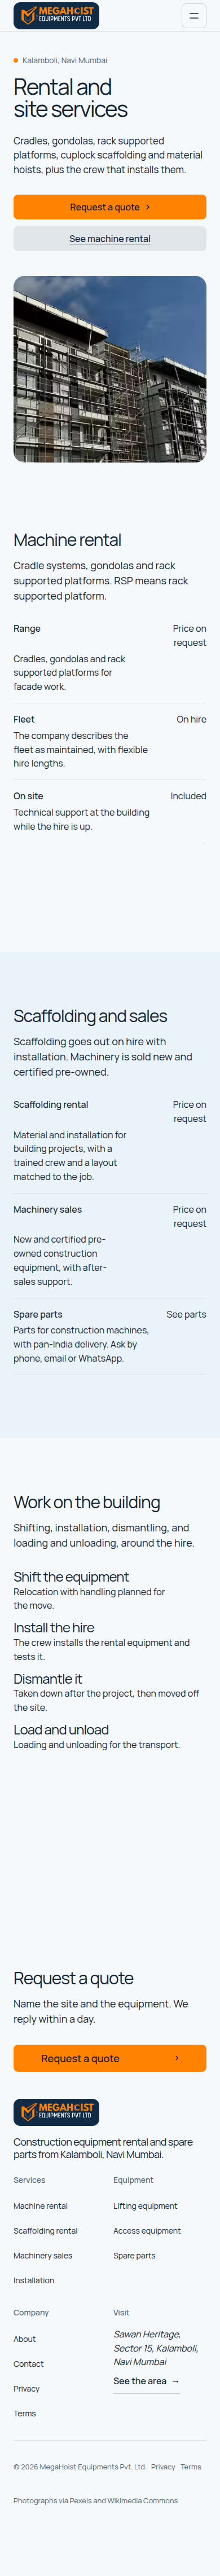 MEGAHCIST
EQUIPMENTS PVT LTD
Kalamboli, Navi Mumbai
Rental and
site services
Cradles, gondolas, rack supported
platforms, cuplock scaffolding and material
hoists, plus the crew that installs them.
Request a quote ›
See machine rental
Machine rental
Cradle systems, gondolas and rack
supported platforms. RSP means rack
supported platform.
Range
Price on
request
Cradles, gondolas and rack
supported platforms for
facade work.
Fleet
On hire
The company describes the
fleet as maintained, with flexible
hire lengths.
On site
Included
Technical support at the building
while the hire is up.
Scaffolding and sales
Scaffolding goes out on hire with
installation. Machinery is sold new and
certified pre-owned.
Scaffolding rental
Price on
request
Material and installation for
building projects, with a
trained crew and a layout
matched to the job.
Machinery sales
Price on
request
New and certified pre-
owned construction
equipment, with after-
sales support.
Spare parts
See parts
Parts for construction machines,
with pan-India delivery. Ask by
phone, email or WhatsApp.
Work on the building
Shifting, installation, dismantling, and
loading and unloading, around the hire.
Shift the equipment
Relocation with handling planned for
the move.
Install the hire
The crew installs the rental equipment and
tests it.
Dismantle it
Taken down after the project, then moved off
the site.
Load and unload
Loading and unloading for the transport.
Request a quote
Name the site and the equipment. We
reply within a day.
Request a quote ›
MEGAHCIST
EQUIPMENTS PVT LTD
Construction equipment rental and spare
parts from Kalamboli, Navi Mumbai.
Services
Machine rental
Scaffolding rental
Machinery sales
Installation
Equipment
Lifting equipment
Access equipment
Spare parts
Company
About
Contact
Privacy
Terms
Visit
Sawan Heritage,
Sector 15, Kalamboli,
Navi Mumbai
See the area →
© 2026 MegaHoist Equipments Pvt. Ltd. Privacy Terms
Photographs via Pexels and Wikimedia Commons